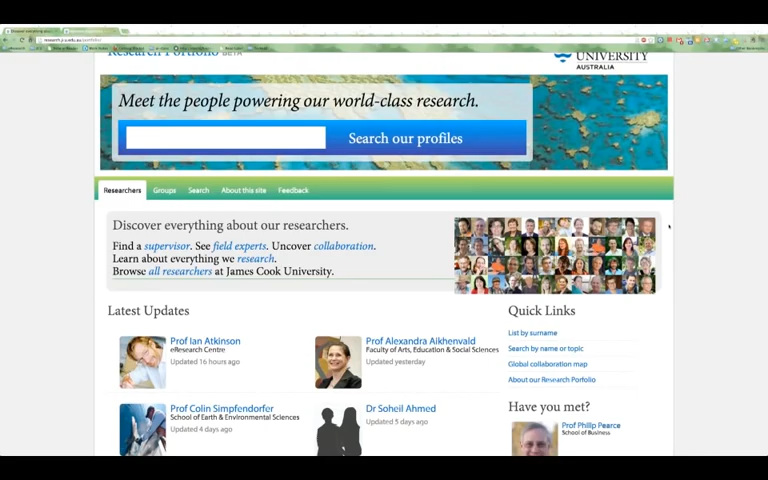 Research Portfolio BETA
UNIVERSITY
AUSTRALIA
Meet the people powering our world-class research.
Search our profiles
Researchers
Groups
Search
About this site
Feedback
Discover everything about our researchers.
Find a supervisor. See field experts. Uncover collaboration.
Learn about everything we research.
Browse all researchers at James Cook University.
Latest Updates
Prof Ian Atkinson
eResearch Centre
Updated 16 hours ago
Prof Alexandra Aikhenvald
Faculty of Arts, Education & Social Sciences
Updated yesterday
Prof Colin Simpfendorfer
School of Earth & Environmental Sciences
Updated 4 days ago
Dr Soheil Ahmed
Updated 5 days ago
Quick Links
List by surname
Search by name or topic
Global collaboration map
About our Research Porfolio
Have you met?
Prof Philip Pearce
School of Business